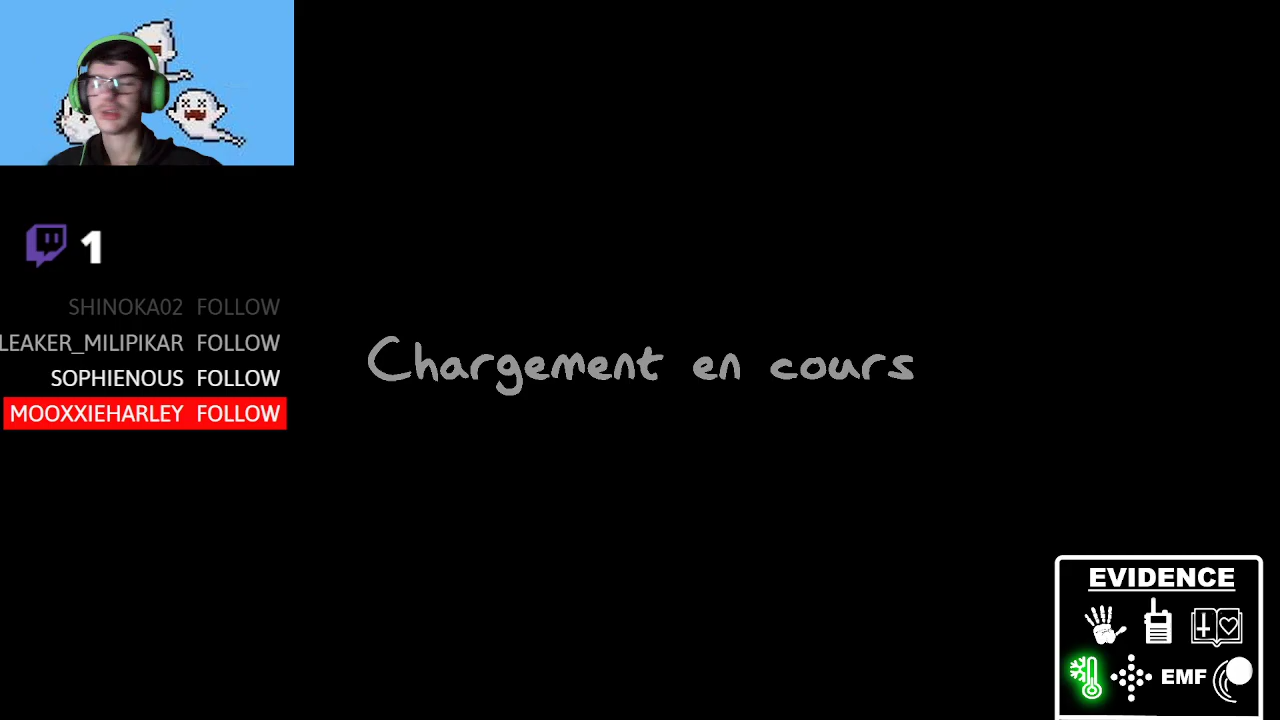 1
SHINOKA02 FOLLOW
LEAKER_MILIPIKAR FOLLOW
SOPHIENOUS FOLLOW
MOOXXIEHARLEY FOLLOW
Chargement en cours
EVIDENCE
EMF